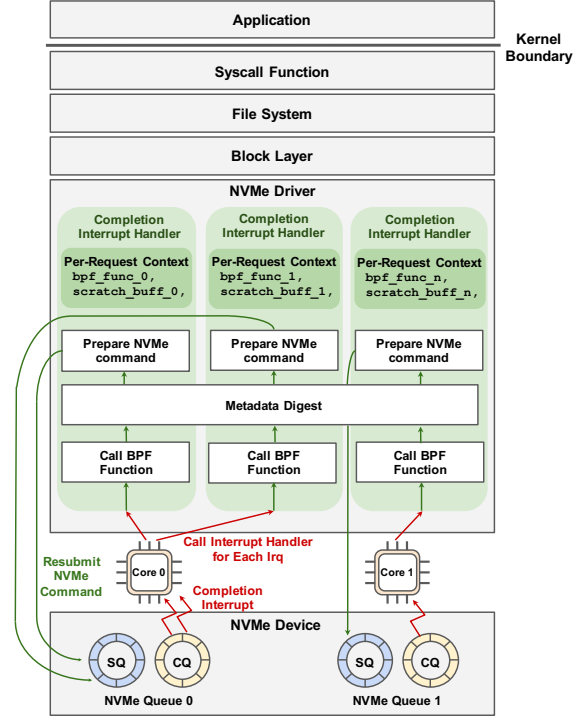 Application
Kernel
Boundary
Syscall Function
File System
Block Layer
NVMe Driver
Completion
Interrupt Handler
Per-Request Context
bpf_func_0,
scratch_buff_0,
Completion
Interrupt Handler
Per-Request Context
bpf_func_1,
scratch_buff_1,
Completion
Interrupt Handler
Per-Request Context
bpf_func_n,
scratch_buff_n,
Prepare NVMe
command
Prepare NVMe
command
Prepare NVMe
command
Metadata Digest
Call BPF
Function
Call BPF
Function
Call BPF
Function
Call Interrupt Handler
for Each Irq
Resubmit
NVMe
Command
Core 0
Core 1
Completion
Interrupt
NVMe Device
SQ
CQ
SQ
CQ
NVMe Queue 0
NVMe Queue 1